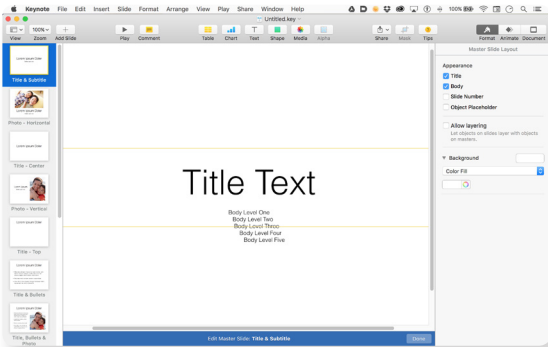 Keynote File Edit Insert Slide Format Arrange View Play Share Window Help 100%
Untitled.key
100%
View Zoom Add Slide Play Comment Table Chart Text Shape Media Alpha Share Mask Tips Format Animate Document
Title & Subtitle
Photo - Horizontal
Title - Center
Photo - Vertical
Title - Top
Title & Bullets
Title, Bullets &
Photo
Title Text
Body Level One
Body Level Two
Body Level Three
Body Level Four
Body Level Five
Edit Master Slide: Title & Subtitle Done
Master Slide Layout
Appearance
Title
Body
Slide Number
Object Placeholder
Allow layering
Let objects on slides layer with objects
on masters.
Background
Color Fill